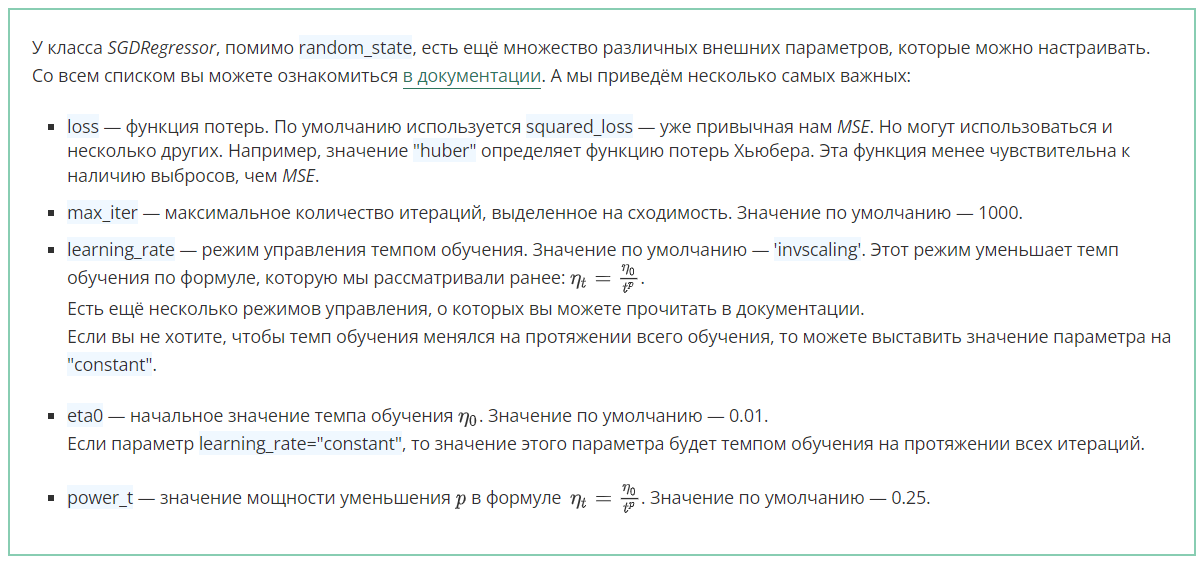 У класса SGDRegressor, помимо random_state, есть ещё множество различных внешних параметров, которые можно настраивать.
Со всем списком вы можете ознакомиться в документации. А мы приведём несколько самых важных:
▪ loss — функция потерь. По умолчанию используется squared_loss — уже привычная нам MSE. Но могут использоваться и
несколько других. Например, значение "huber" определяет функцию потерь Хьюбера. Эта функция менее чувствительна к
наличию выбросов, чем MSE.
▪ max_iter — максимальное количество итераций, выделенное на сходимость. Значение по умолчанию — 1000.
▪ learning_rate — режим управления темпом обучения. Значение по умолчанию — 'invscaling'. Этот режим уменьшает темп
обучения по формуле, которую мы рассматривали ранее: $\eta_t = \frac{\eta_0}{t^p}$.
Есть ещё несколько режимов управления, о которых вы можете прочитать в документации.
Если вы не хотите, чтобы темп обучения менялся на протяжении всего обучения, то можете выставить значение параметра на
"constant".
▪ eta0 — начальное значение темпа обучения $\eta_0$. Значение по умолчанию — 0.01.
Если параметр learning_rate="constant", то значение этого параметра будет темпом обучения на протяжении всех итераций.
▪ power_t — значение мощности уменьшения $p$ в формуле $\eta_t = \frac{\eta_0}{t^p}$. Значение по умолчанию — 0.25.